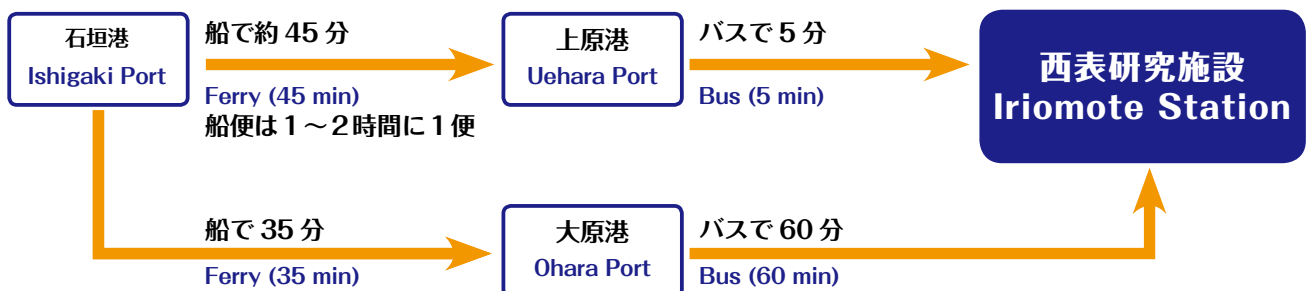 石垣港
Ishigaki Port
船で約 45 分
Ferry (45 min)
船便は1～2時間に1便
上原港
Uehara Port
バスで 5 分
Bus (5 min)
西表研究施設
Iriomote Station
船で 35 分
Ferry (35 min)
大原港
Ohara Port
バスで 60 分
Bus (60 min)